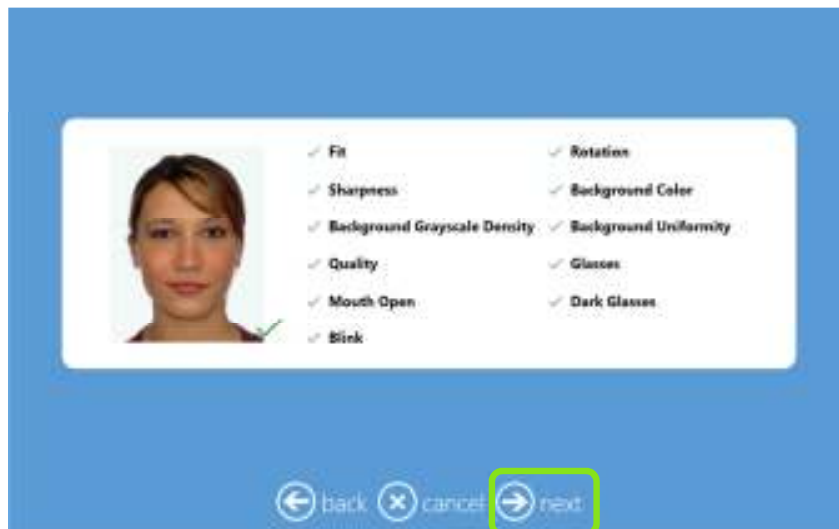 Fit
Rotation
Sharpness
Background Color
Background Grayscale Density
Background Uniformity
Quality
Glasses
Mouth Open
Dark Glasses
Blink
back
cancel
next